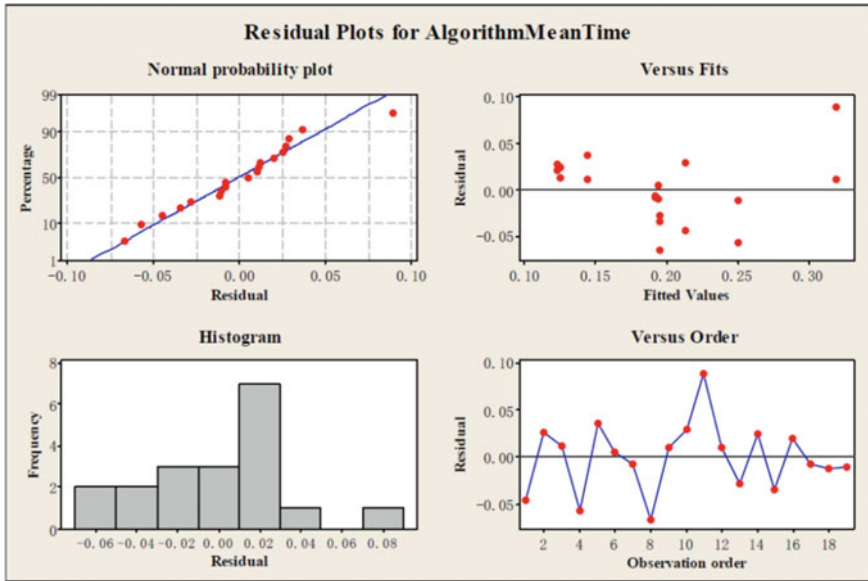 Residual Plots for AlgorithmMeanTime
Normal probability plot
99
90
50
10
1
Percentage
-0.10 -0.05 0.00 0.05 0.10
Residual
Versus Fits
0.10
0.05
0.00
-0.05
Residual
0.10 0.15 0.20 0.25 0.30
Fitted Values
Histogram
8
6
4
2
0
Frequency
-0.06 -0.04 -0.02 0.00 0.02 0.04 0.06 0.08
Residual
Versus Order
0.10
0.05
0.00
-0.05
Residual
2 4 6 8 10 12 14 16 18
Observation order